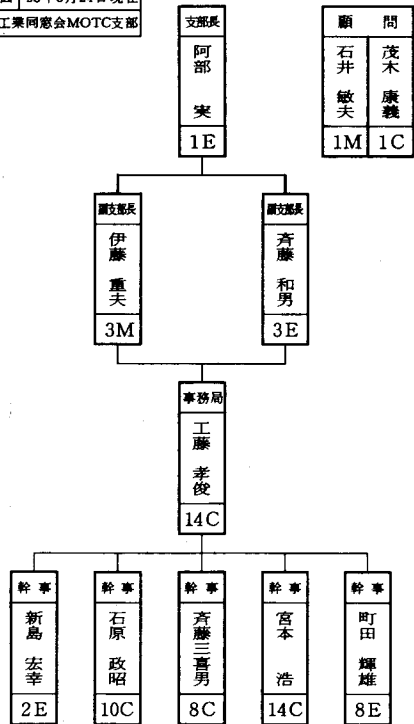 工業同窓会MOTC支部
支部長
阿部 実
1E
顧問
石井 敏夫
茂木 康義
1M
1C
副支部長
伊藤 重夫
3M
副支部長
斉藤 和男
3E
事務局
工藤 孝俊
14C
幹事
新島 宏幸
2E
幹事
石原 政昭
10C
幹事
斉藤三喜男
8C
幹事
宮本 浩
14C
幹事
町田 輝雄
8E